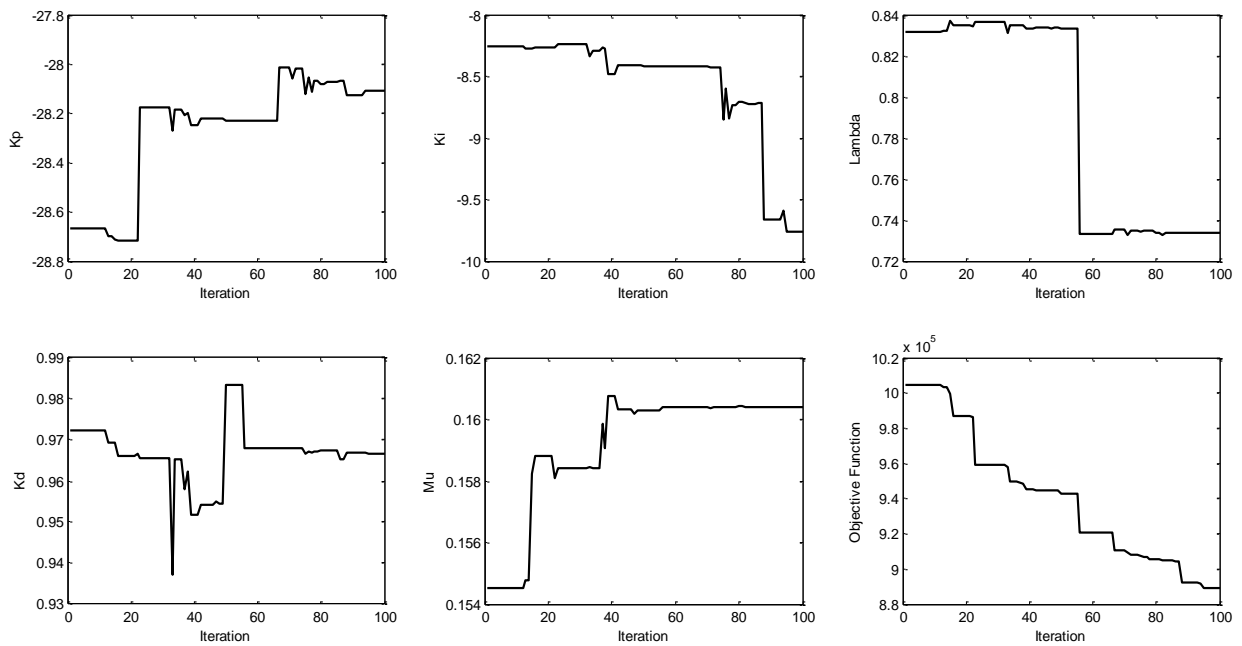 -27.8
-28
-28.2
-28.4
-28.6
-28.8
Kp
0 20 40 60 80 100
Iteration
-8
-8.5
-9
-9.5
-10
Ki
0 20 40 60 80 100
Iteration
0.84
0.82
0.8
0.78
0.76
0.74
0.72
Lambda
0 20 40 60 80 100
Iteration
0.99
0.98
0.97
0.96
0.95
0.94
0.93
Kd
0 20 40 60 80 100
Iteration
0.162
0.16
0.158
0.156
0.154
Mu
0 20 40 60 80 100
Iteration
x 10^5
10.2
10
9.8
9.6
9.4
9.2
9
8.8
Objective Function
0 20 40 60 80 100
Iteration